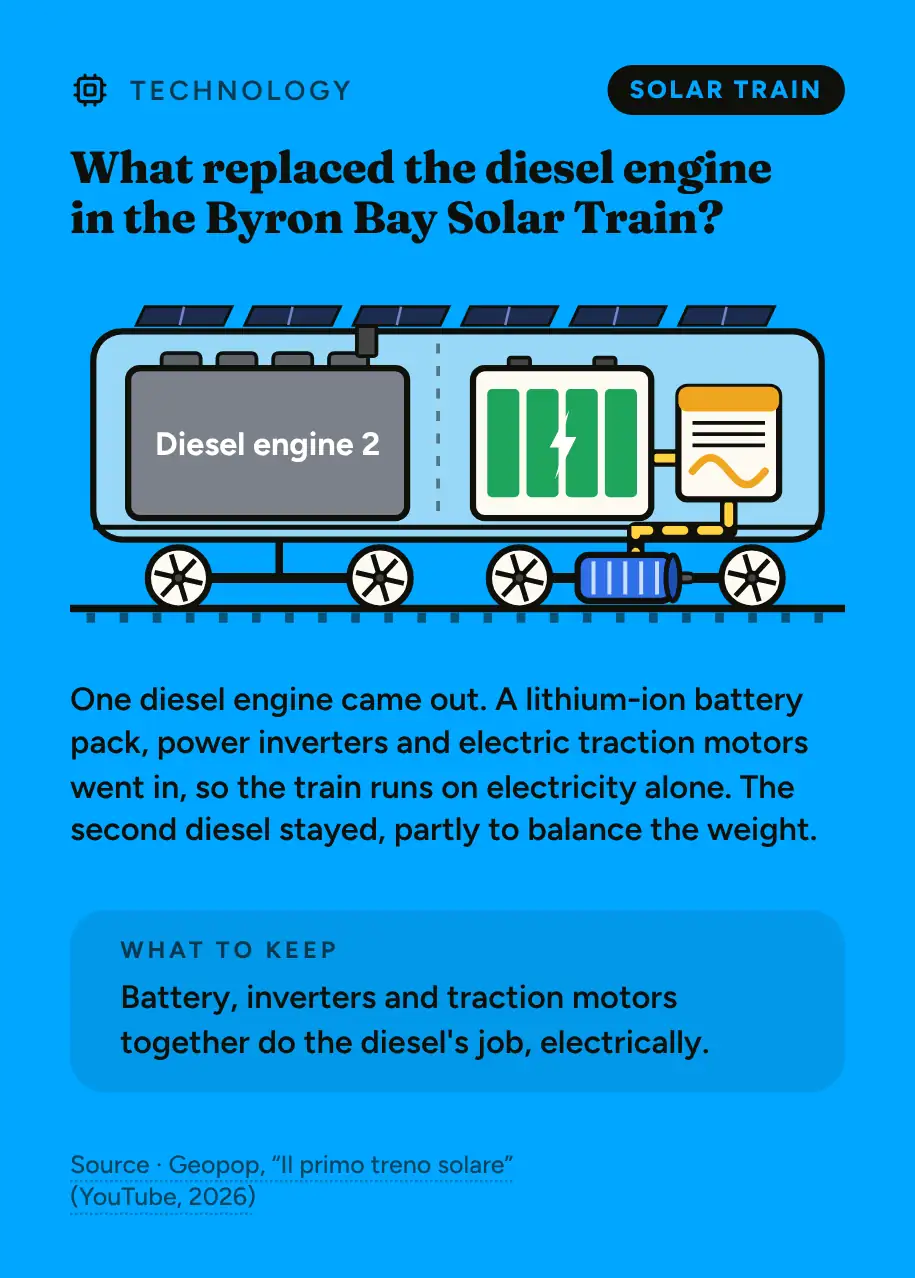 TECHNOLOGY
SOLAR TRAIN
What replaced the diesel engine
in the Byron Bay Solar Train?
Diesel engine 2
One diesel engine came out. A lithium-ion battery
pack, power inverters and electric traction motors
went in, so the train runs on electricity alone. The
second diesel stayed, partly to balance the weight.
WHAT TO KEEP
Battery, inverters and traction motors
together do the diesel's job, electrically.
Source · Geopop, “Il primo treno solare”
(YouTube, 2026)